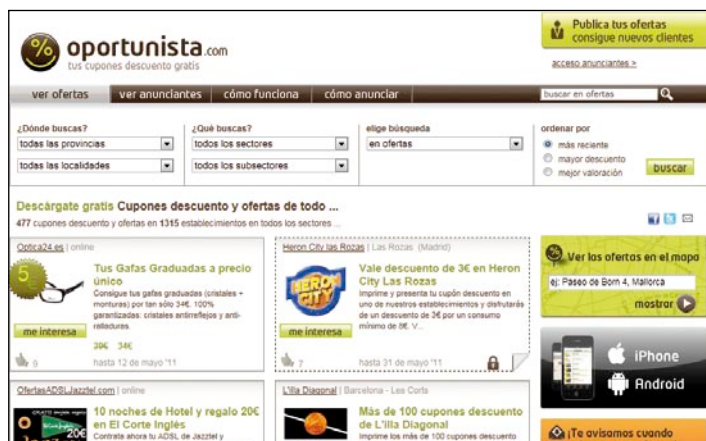 oportunista.com
tus cupones descuento gratis
Publica tus ofertas
consigue nuevos clientes
acceso anunciantes >
ver ofertas
ver anunciantes
cómo funciona
cómo anunciar
buscar en ofertas
¿Dónde buscas?
todas las provincias
todas las localidades
¿Qué buscas?
todos los sectores
todos los subsectores
elige búsqueda
en ofertas
ordenar por
más reciente
mayor descuento
mejor valoración
buscar
Descárgate gratis Cupones descuento y ofertas de todo ...
477 cupones descuento y ofertas en 1315 establecimientos en todos los sectores ...
Optica24.es | online
5
Tus Gafas Graduadas a precio
único
Consigue tus gafas graduadas (cristales +
monturas) por tan sólo 34€. 100%
garantizadas: cristales antirreflejos y anti-
ralladuras.
me interesa
39€ 34€
9
hasta 12 de mayo '11
Heron City las Rozas | Las Rozas (Madrid)
HERON
CITY
Vale descuento de 3€ en Heron
City Las Rozas
Imprime y presenta tu cupón descuento en
uno de nuestros establecimientos y disfrutarás
de un descuento de 3€ por un consumo
mínimo de 8€. V...
me interesa
7
hasta 31 de mayo '11
Ver las ofertas en el mapa
ej: Paseo de Born 4, Mallorca
mostrar
iPhone
Android
¡Te avisamos cuando
OfertasADSLJazztel.com | online
20€
10 noches de Hotel y regalo 20€
en El Corte Inglés
Contrata ahora tu ADSL de Jazztel y
L'illa Diagonal | Barcelona - Les Corts
Más de 100 cupones descuento
de L'illa Diagonal
Imprime los más de 100 cupones descuento